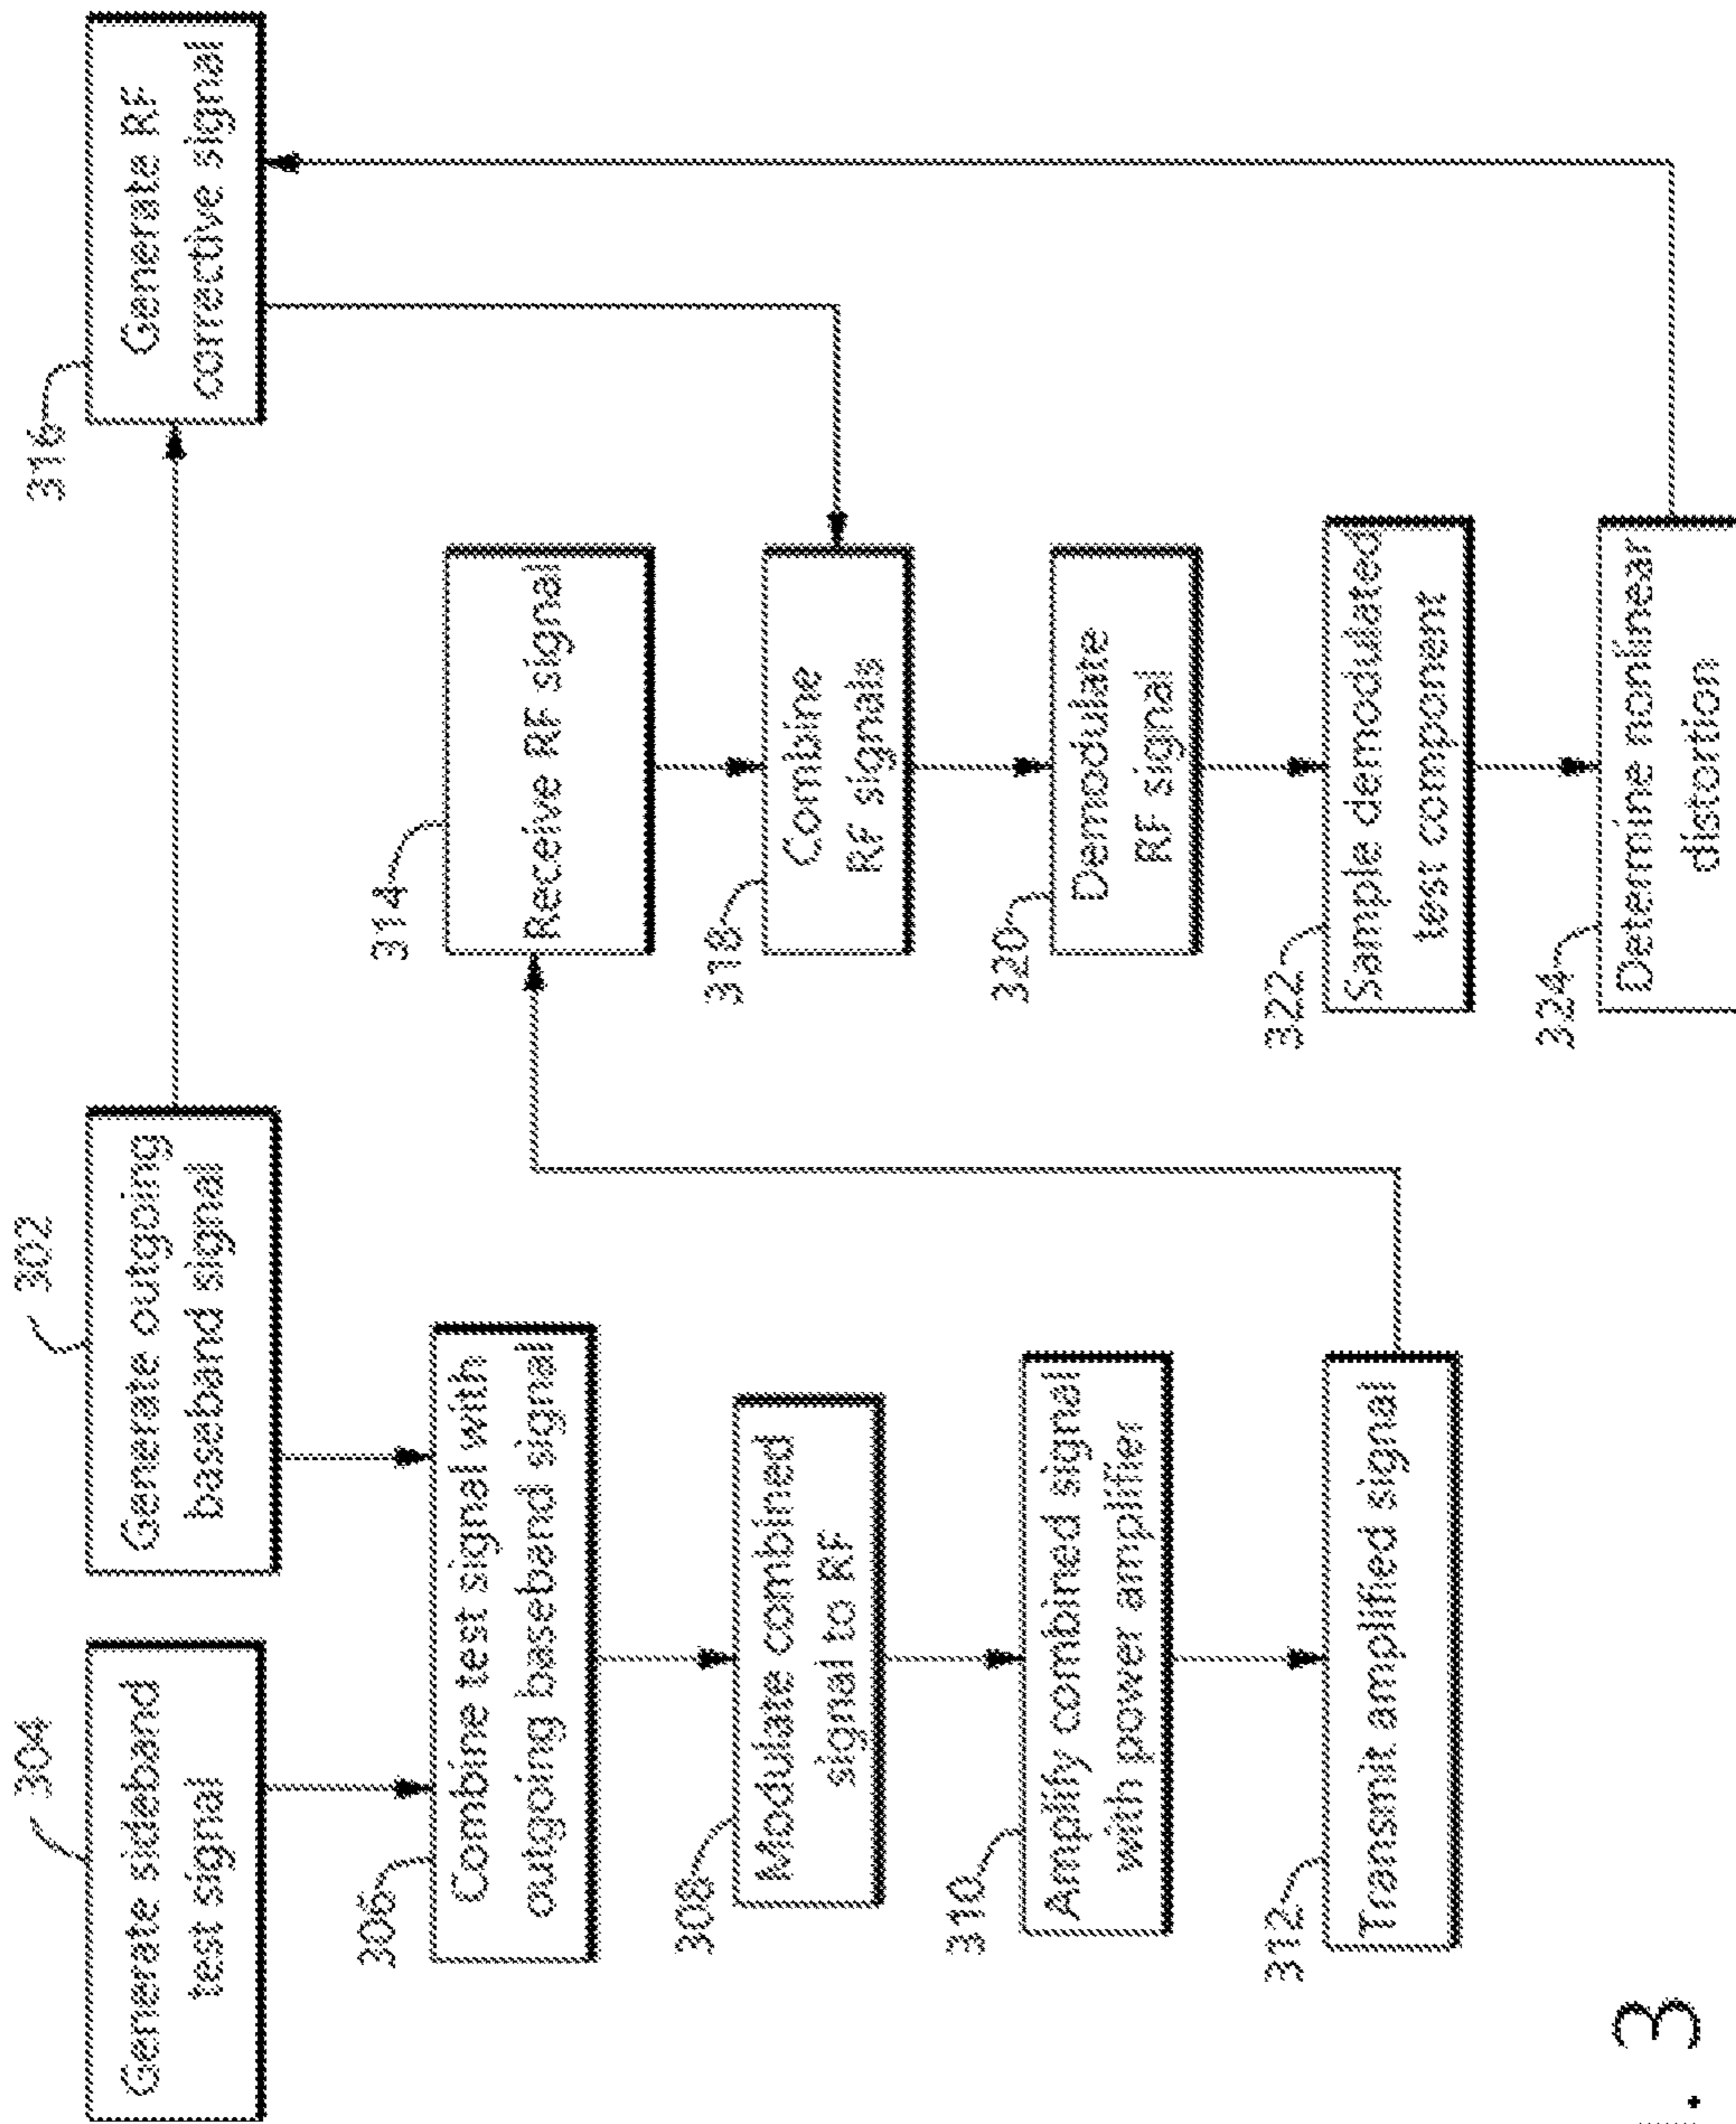 304
Generate sideband
test signal
302
Generate outgoing
baseband signal
316
Generate RF
corrective signal
306
Combine test signal with
outgoing baseband signal
308
Modulate combined
signal to RF
310
Amplify combined signal
with power amplifier
312
Transmit amplified signal
314
Receive RF signal
318
Combine
RF signals
320
Demodulate
RF signal
322
Sample demodulated
test component
324
Determine nonlinear
distortion
. 3